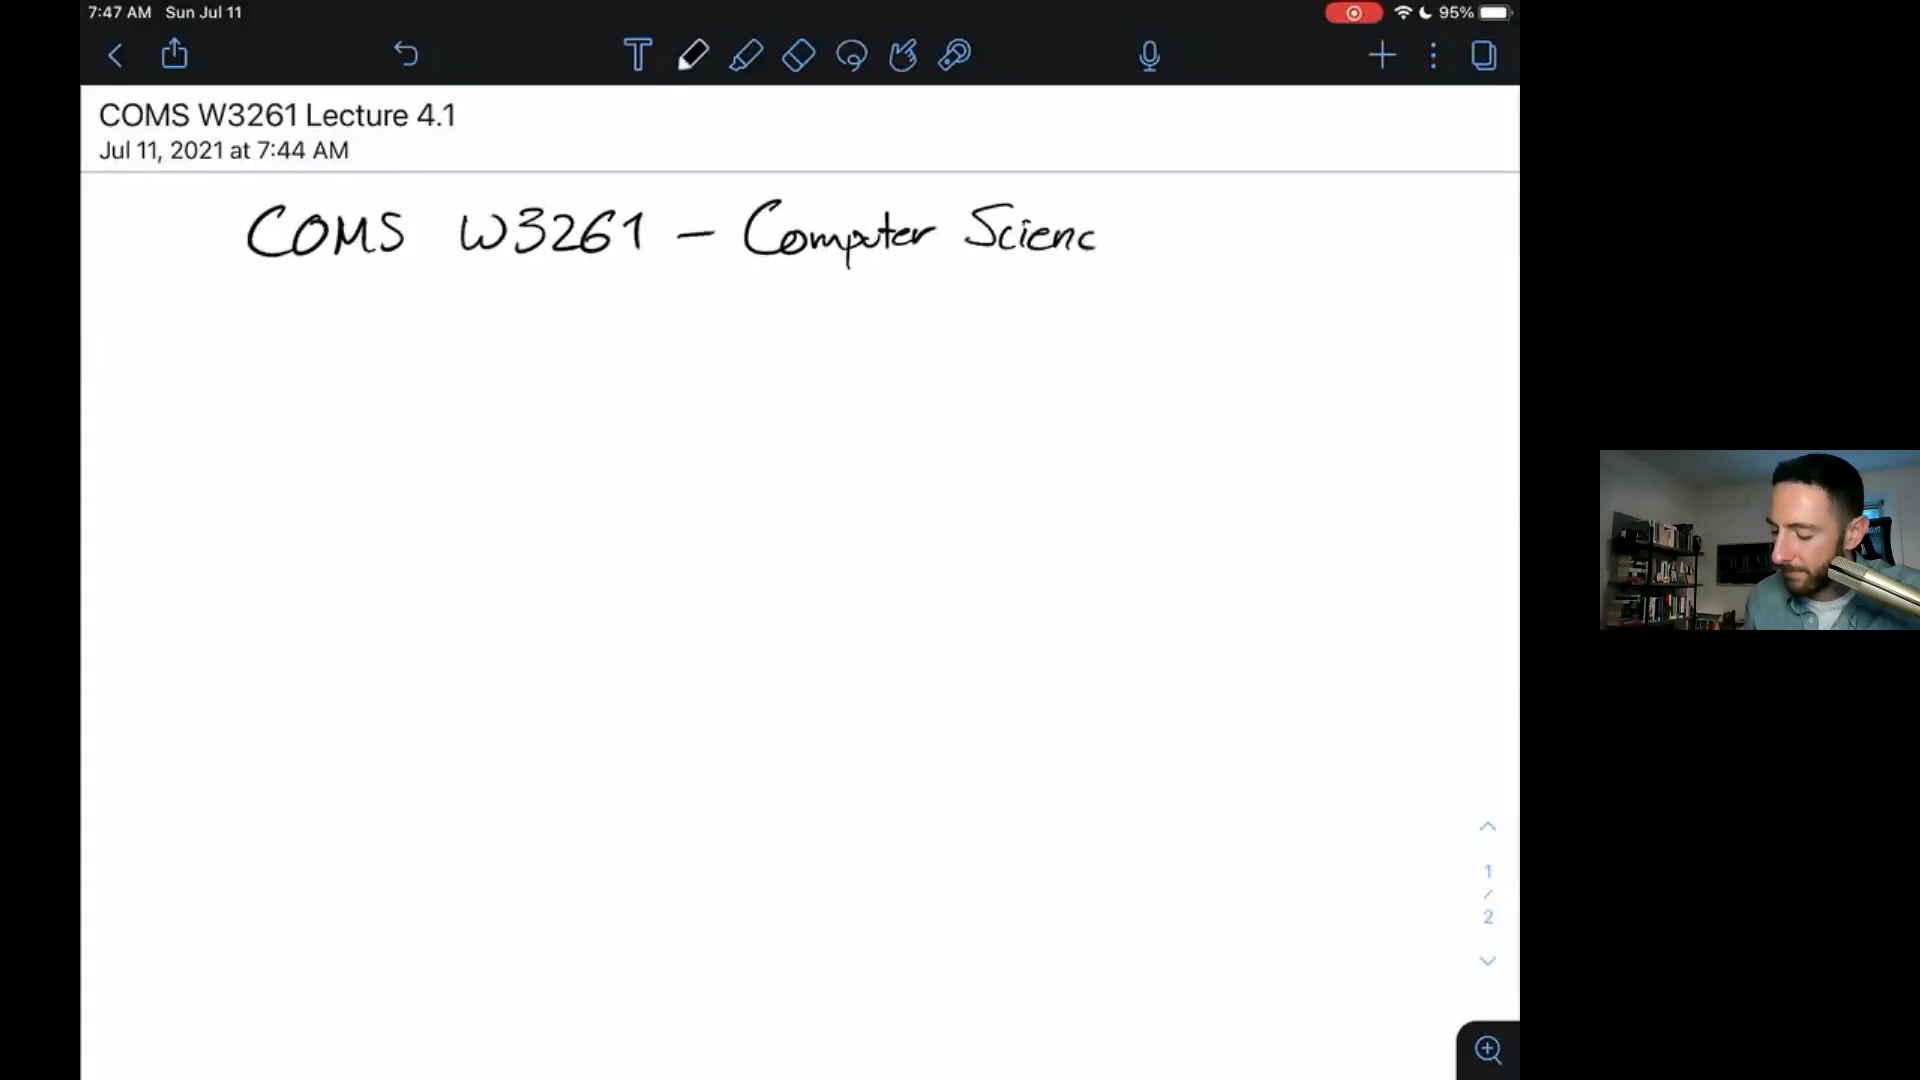 7:47 AM Sun Jul 11
95%
COMS W3261 Lecture 4.1
Jul 11, 2021 at 7:44 AM
COMS W3261 - Computer Scienc
1
/
2